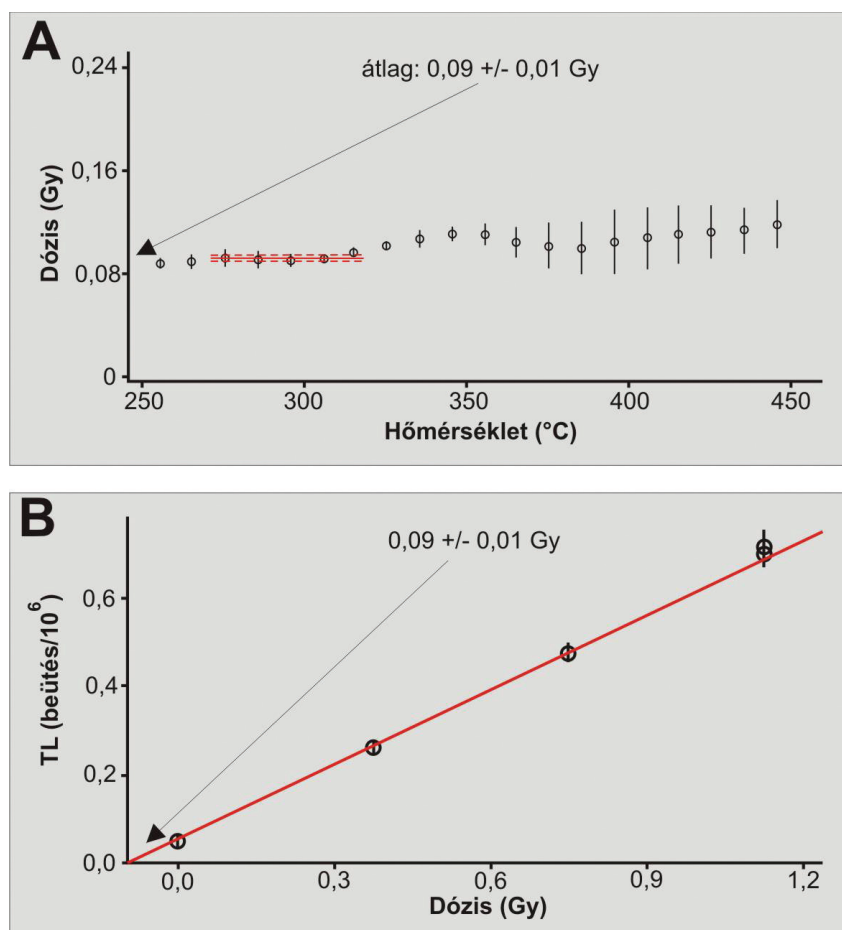 A
átlag: 0,09 +/- 0,01 Gy
0,24
0,16
0,08
0
Dózis (Gy)
250 300 350 400 450
Hőmérséklet (°C)
B
0,09 +/- 0,01 Gy
0,6
0,4
0,2
0,0
TL (beütés/10⁶)
0,0 0,3 0,6 0,9 1,2
Dózis (Gy)